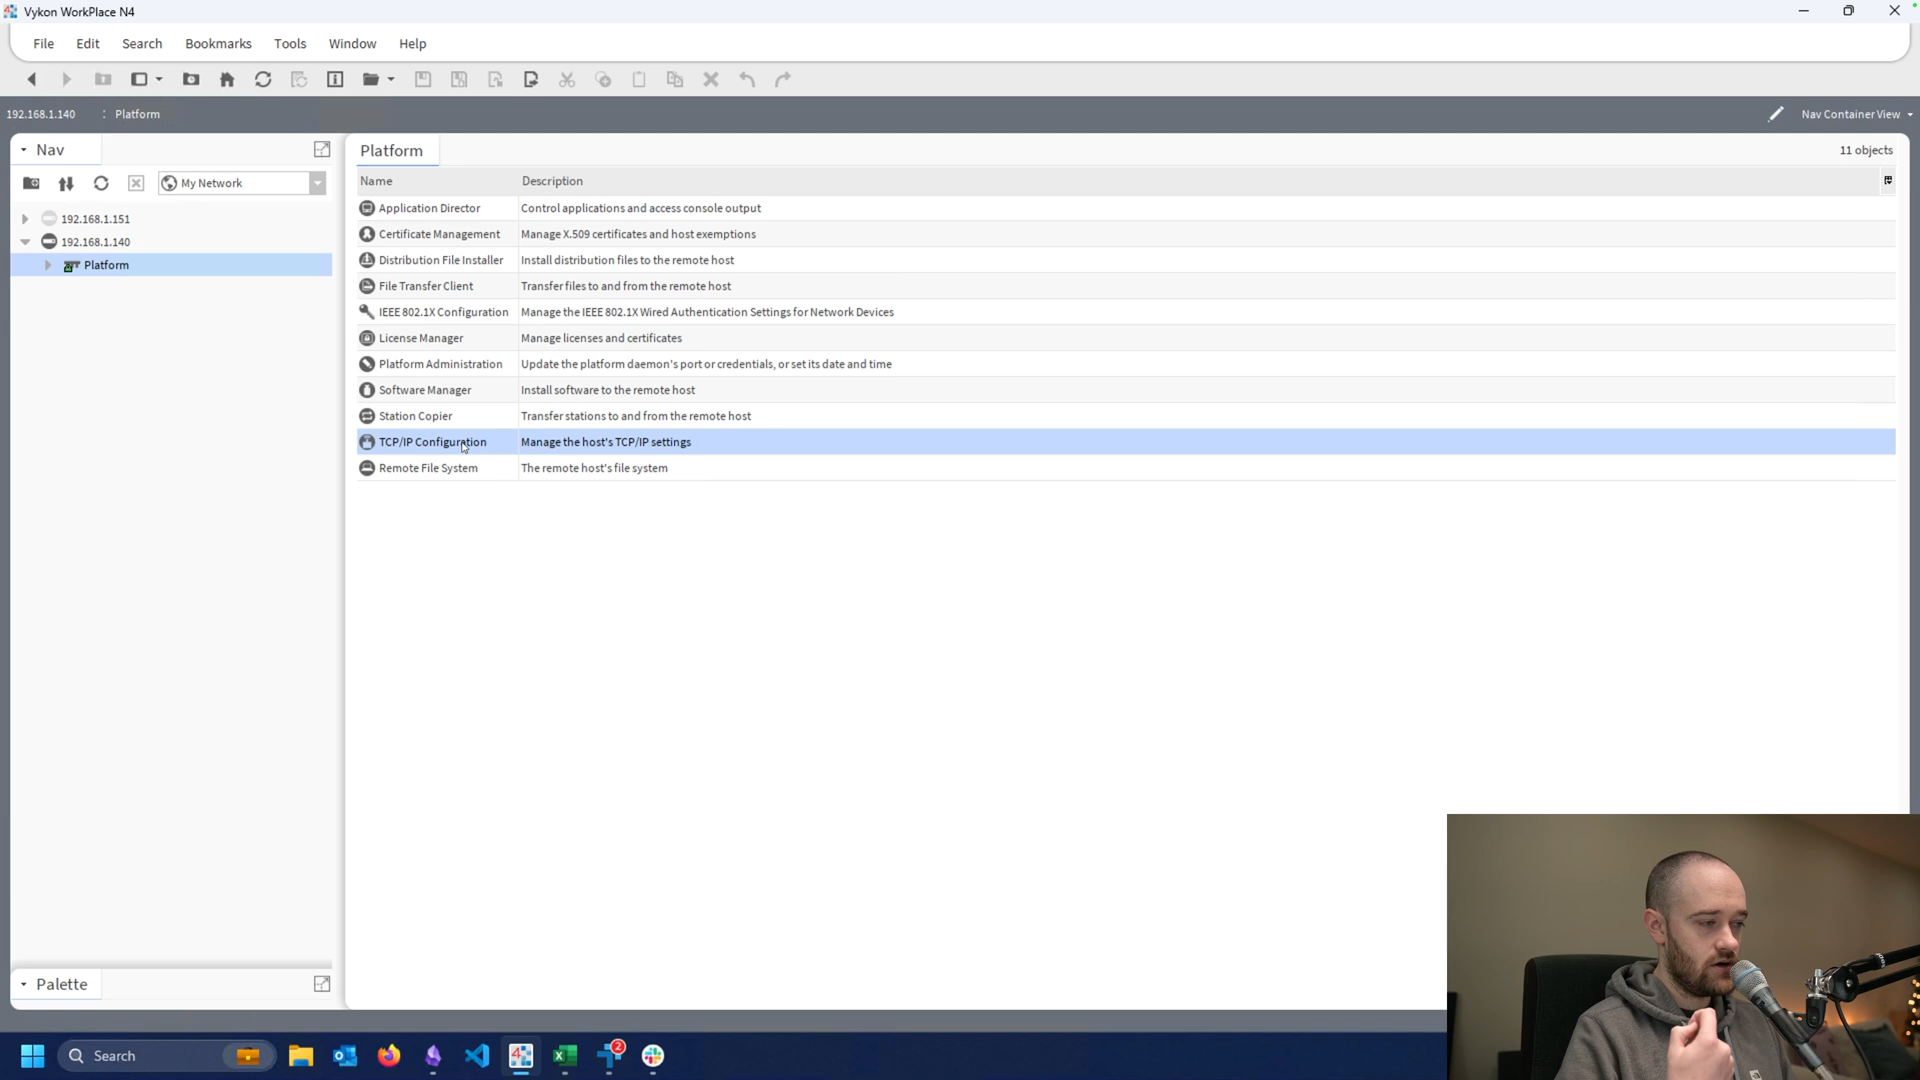 Vykon WorkPlace N4
File Edit Search Bookmarks Tools Window Help
192.168.1.140 : Platform Nav Container View
Nav
My Network
192.168.1.151
192.168.1.140
Platform
Palette
Platform 11 objects
Name Description
Application Director Control applications and access console output
Certificate Management Manage X.509 certificates and host exemptions
Distribution File Installer Install distribution files to the remote host
File Transfer Client Transfer files to and from the remote host
IEEE 802.1X Configuration Manage the IEEE 802.1X Wired Authentication Settings for Network Devices
License Manager Manage licenses and certificates
Platform Administration Update the platform daemon's port or credentials, or set its date and time
Software Manager Install software to the remote host
Station Copier Transfer stations to and from the remote host
TCP/IP Configuration Manage the host's TCP/IP settings
Remote File System The remote host's file system
Search
2